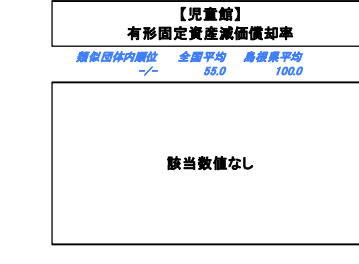 【児童館】
有形固定資産減価償却率
類似団体内順位 全国平均 島根県平均
-/- 55.0 100.0
該当数値なし